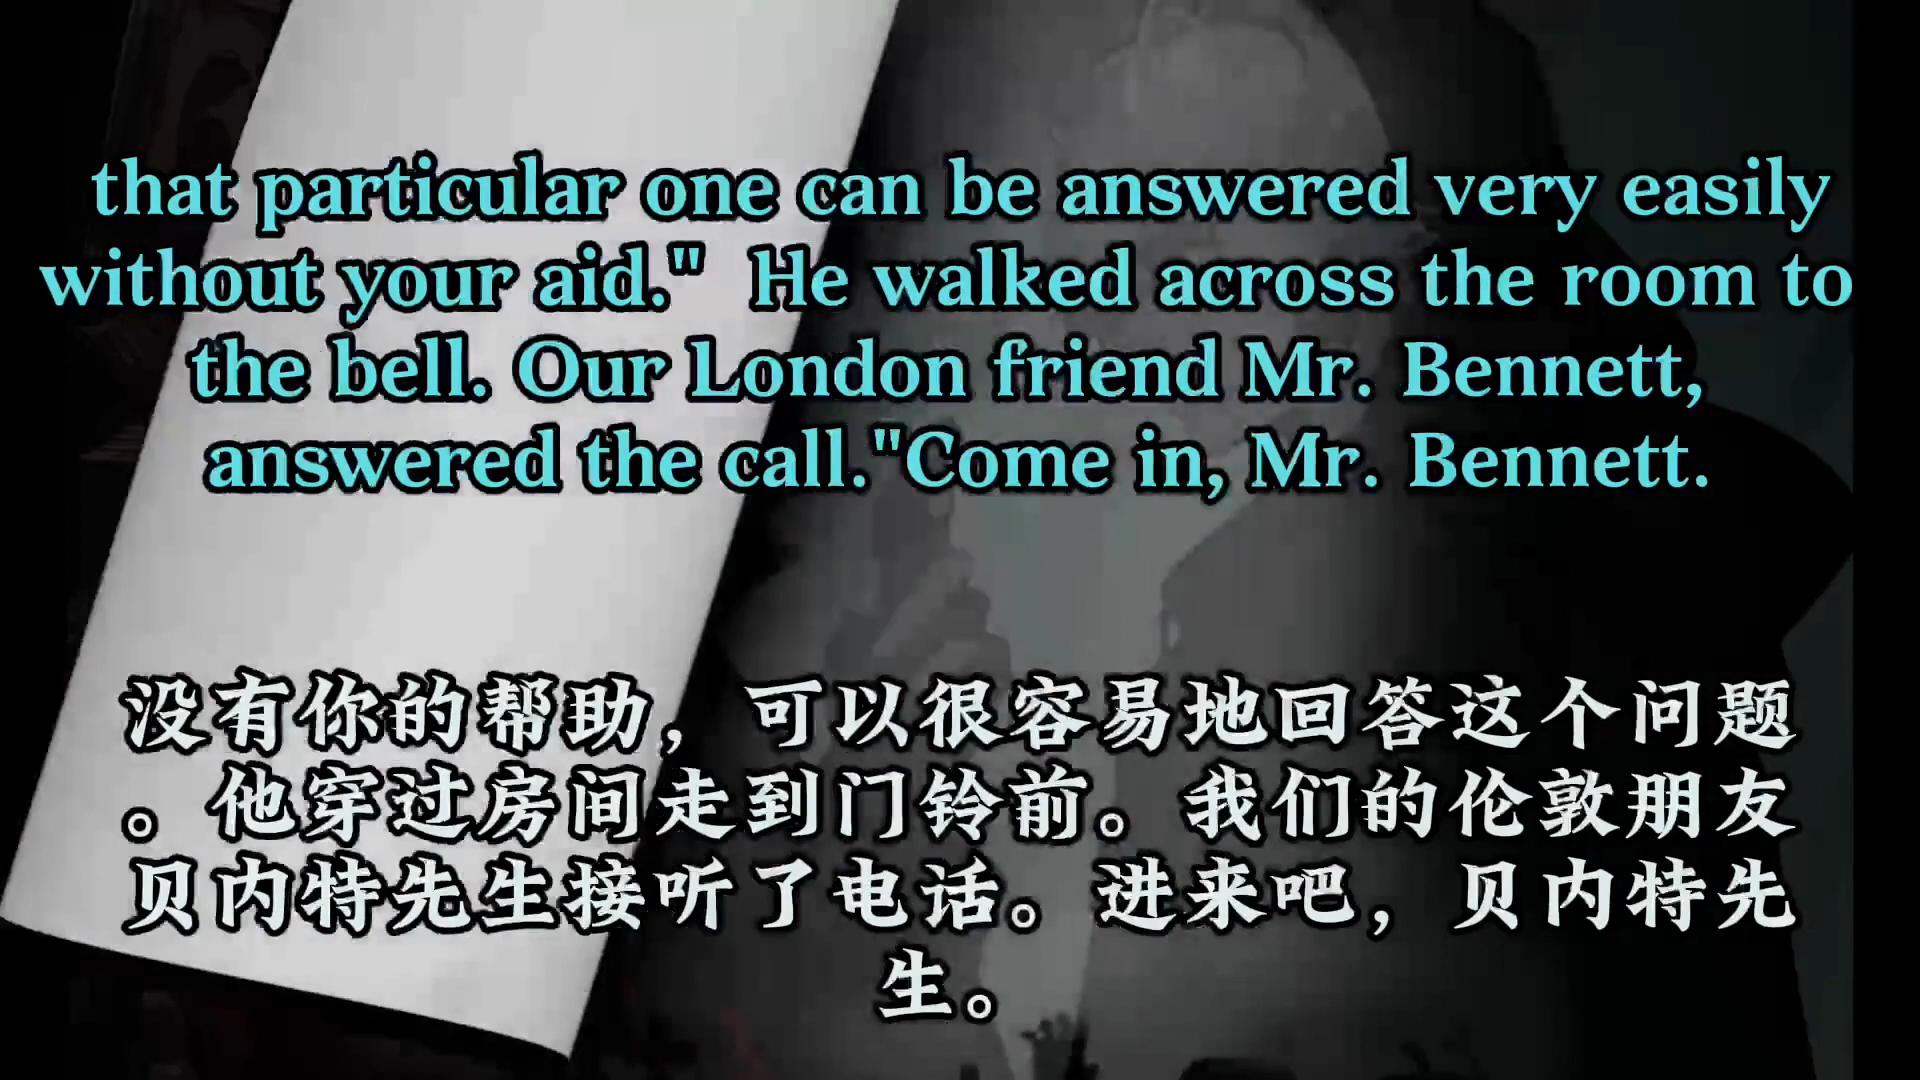 that particular one can be answered very easily
without your aid."  He walked across the room to
the bell. Our London friend Mr. Bennett,
answered the call."Come in, Mr. Bennett.
没有你的帮助，可以很容易地回答这个问题
。他穿过房间走到门铃前。我们的伦敦朋友
贝内特先生接听了电话。进来吧，贝内特先
生。